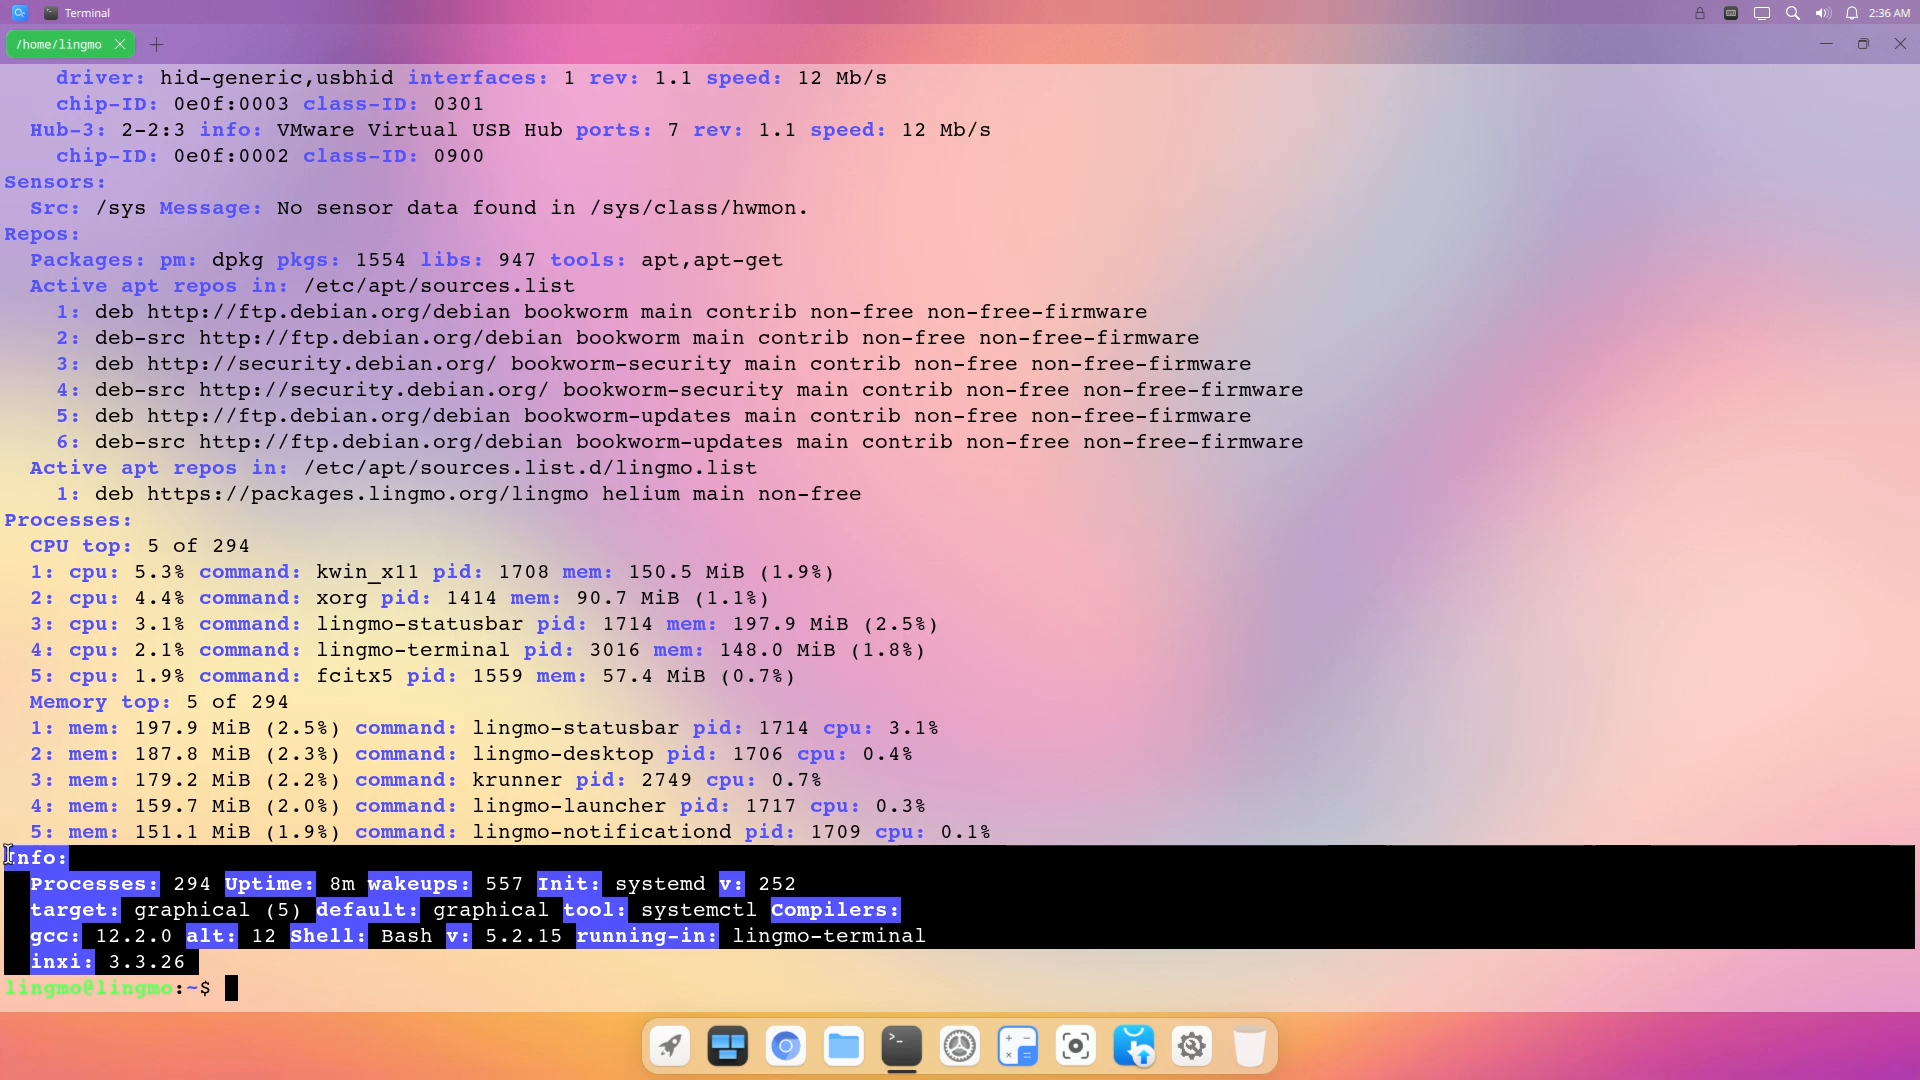 Terminal
2:36 AM
/home/lingmo
driver: hid-generic,usbhid interfaces: 1 rev: 1.1 speed: 12 Mb/s
chip-ID: 0e0f:0003 class-ID: 0301
Hub-3: 2-2:3 info: VMware Virtual USB Hub ports: 7 rev: 1.1 speed: 12 Mb/s
chip-ID: 0e0f:0002 class-ID: 0900
Sensors:
Src: /sys Message: No sensor data found in /sys/class/hwmon.
Repos:
Packages: pm: dpkg pkgs: 1554 libs: 947 tools: apt,apt-get
Active apt repos in: /etc/apt/sources.list
1: deb http://ftp.debian.org/debian bookworm main contrib non-free non-free-firmware
2: deb-src http://ftp.debian.org/debian bookworm main contrib non-free non-free-firmware
3: deb http://security.debian.org/ bookworm-security main contrib non-free non-free-firmware
4: deb-src http://security.debian.org/ bookworm-security main contrib non-free non-free-firmware
5: deb http://ftp.debian.org/debian bookworm-updates main contrib non-free non-free-firmware
6: deb-src http://ftp.debian.org/debian bookworm-updates main contrib non-free non-free-firmware
Active apt repos in: /etc/apt/sources.list.d/lingmo.list
1: deb https://packages.lingmo.org/lingmo helium main non-free
Processes:
CPU top: 5 of 294
1: cpu: 5.3% command: kwin_x11 pid: 1708 mem: 150.5 MiB (1.9%)
2: cpu: 4.4% command: xorg pid: 1414 mem: 90.7 MiB (1.1%)
3: cpu: 3.1% command: lingmo-statusbar pid: 1714 mem: 197.9 MiB (2.5%)
4: cpu: 2.1% command: lingmo-terminal pid: 3016 mem: 148.0 MiB (1.8%)
5: cpu: 1.9% command: fcitx5 pid: 1559 mem: 57.4 MiB (0.7%)
Memory top: 5 of 294
1: mem: 197.9 MiB (2.5%) command: lingmo-statusbar pid: 1714 cpu: 3.1%
2: mem: 187.8 MiB (2.3%) command: lingmo-desktop pid: 1706 cpu: 0.4%
3: mem: 179.2 MiB (2.2%) command: krunner pid: 2749 cpu: 0.7%
4: mem: 159.7 MiB (2.0%) command: lingmo-launcher pid: 1717 cpu: 0.3%
5: mem: 151.1 MiB (1.9%) command: lingmo-notificationd pid: 1709 cpu: 0.1%
Info:
Processes: 294 Uptime: 8m wakeups: 557 Init: systemd v: 252
target: graphical (5) default: graphical tool: systemctl Compilers:
gcc: 12.2.0 alt: 12 Shell: Bash v: 5.2.15 running-in: lingmo-terminal
inxi: 3.3.26
lingmo@lingmo:~$